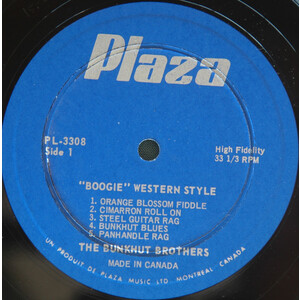 Plaza
PL-3308
Side 1
High Fidelity
33 1/3 RPM
"BOOGIE" WESTERN STYLE
1. ORANGE BLOSSOM FIDDLE
2. CIMARRON ROLL ON
3. STEEL GUITAR RAG
4. BUNKHUT BLUES
5. PANHANDLE RAG
THE BUNKHUT BROTHERS
MADE IN CANADA
UN PRODUIT DE PLAZA MUSIC LTD., MONTREAL, CANADA